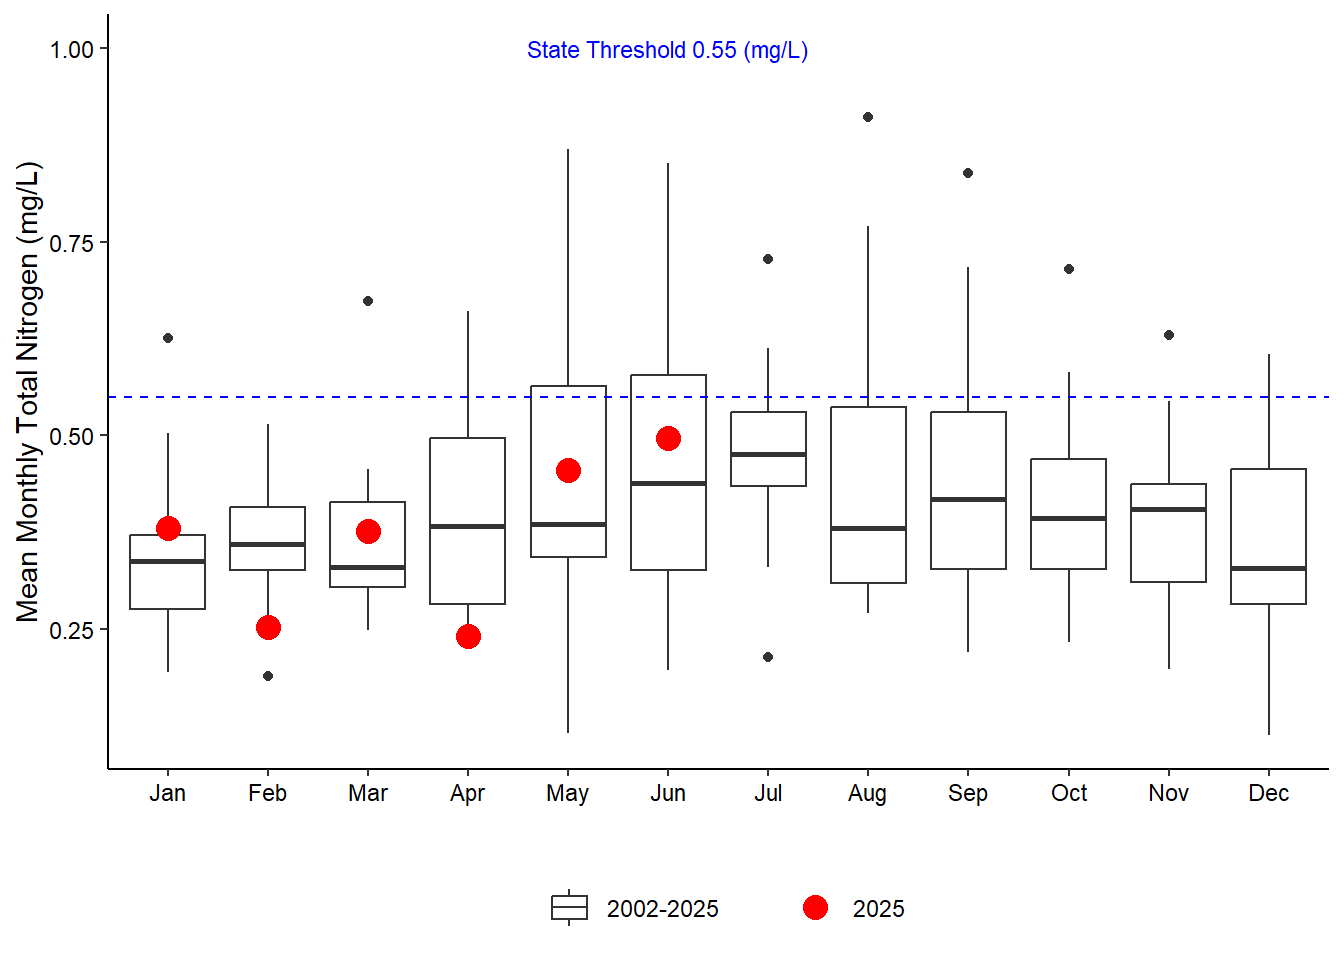 State Threshold 0.55 (mg/L)
Mean Monthly Total Nitrogen (mg/L)
1.00
0.75
0.50
0.25
Jan Feb Mar Apr May Jun Jul Aug Sep Oct Nov Dec
2002-2025 2025